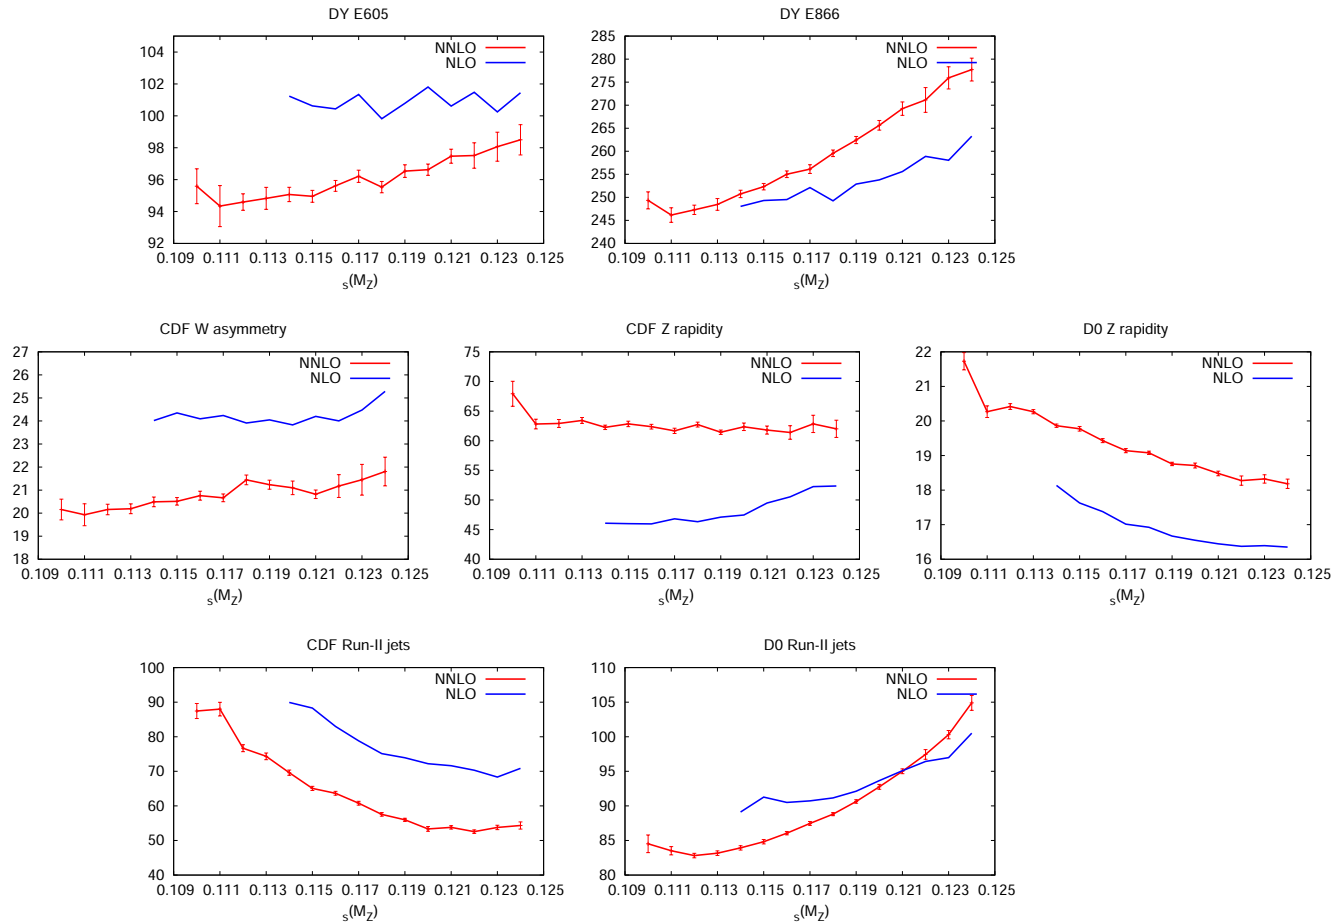 DY E605
104
102
100
98
96
94
92
0.109 0.111 0.113 0.115 0.117 0.119 0.121 0.123 0.125
s(MZ)
NNLO
NLO
DY E866
285
280
275
270
265
260
255
250
245
240
0.109 0.111 0.113 0.115 0.117 0.119 0.121 0.123 0.125
s(MZ)
NNLO
NLO
CDF W asymmetry
27
26
25
24
23
22
21
20
19
18
0.109 0.111 0.113 0.115 0.117 0.119 0.121 0.123 0.125
s(MZ)
NNLO
NLO
CDF Z rapidity
75
70
65
60
55
50
45
40
0.109 0.111 0.113 0.115 0.117 0.119 0.121 0.123 0.125
s(MZ)
NNLO
NLO
D0 Z rapidity
22
21
20
19
18
17
16
0.109 0.111 0.113 0.115 0.117 0.119 0.121 0.123 0.125
s(MZ)
NNLO
NLO
CDF Run-II jets
100
90
80
70
60
50
40
0.109 0.111 0.113 0.115 0.117 0.119 0.121 0.123 0.125
s(MZ)
NNLO
NLO
D0 Run-II jets
110
105
100
95
90
85
80
0.109 0.111 0.113 0.115 0.117 0.119 0.121 0.123 0.125
s(MZ)
NNLO
NLO